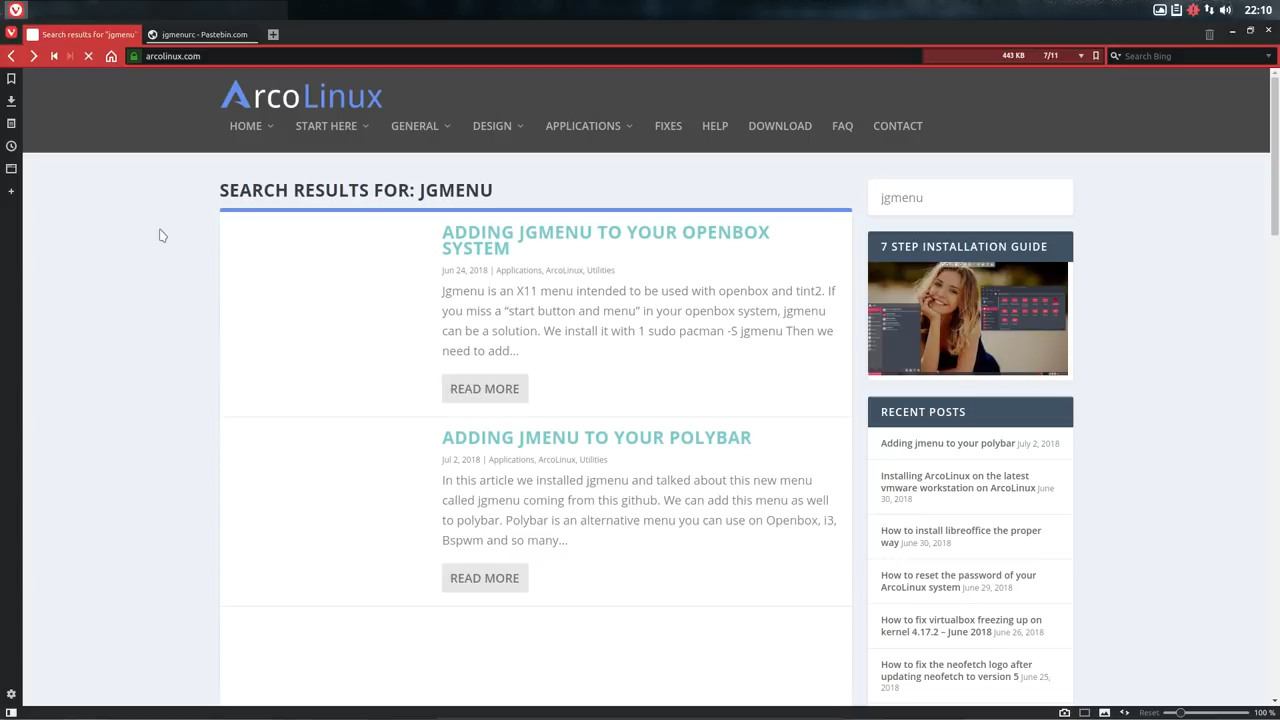 22:10
Search results for "jgmenu"
jgmenurc - Pastebin.com
arcolinux.com
443 KB
7/11
Search Bing
ArcoLinux
HOME
START HERE
GENERAL
DESIGN
APPLICATIONS
FIXES
HELP
DOWNLOAD
FAQ
CONTACT
SEARCH RESULTS FOR: JGMENU
ADDING JGMENU TO YOUR OPENBOX
SYSTEM
Jun 24, 2018 | Applications, ArcoLinux, Utilities
Jgmenu is an X11 menu intended to be used with openbox and tint2. If
you miss a “start button and menu” in your openbox system, jgmenu
can be a solution. We install it with 1 sudo pacman -S jgmenu Then we
need to add...
READ MORE
ADDING JMENU TO YOUR POLYBAR
Jul 2, 2018 | Applications, ArcoLinux, Utilities
In this article we installed jgmenu and talked about this new menu
called jgmenu coming from this github. We can add this menu as well
to polybar. Polybar is an alternative menu you can use on Openbox, i3,
Bspwm and so many...
READ MORE
jgmenu
7 STEP INSTALLATION GUIDE
RECENT POSTS
Adding jmenu to your polybar July 2, 2018
Installing ArcoLinux on the latest
vmware workstation on ArcoLinux June
30, 2018
How to install libreoffice the proper
way June 30, 2018
How to reset the password of your
ArcoLinux system June 29, 2018
How to fix virtualbox freezing up on
kernel 4.17.2 – June 2018 June 26, 2018
How to fix the neofetch logo after
updating neofetch to version 5 June 25,
2018
Reset
100 %